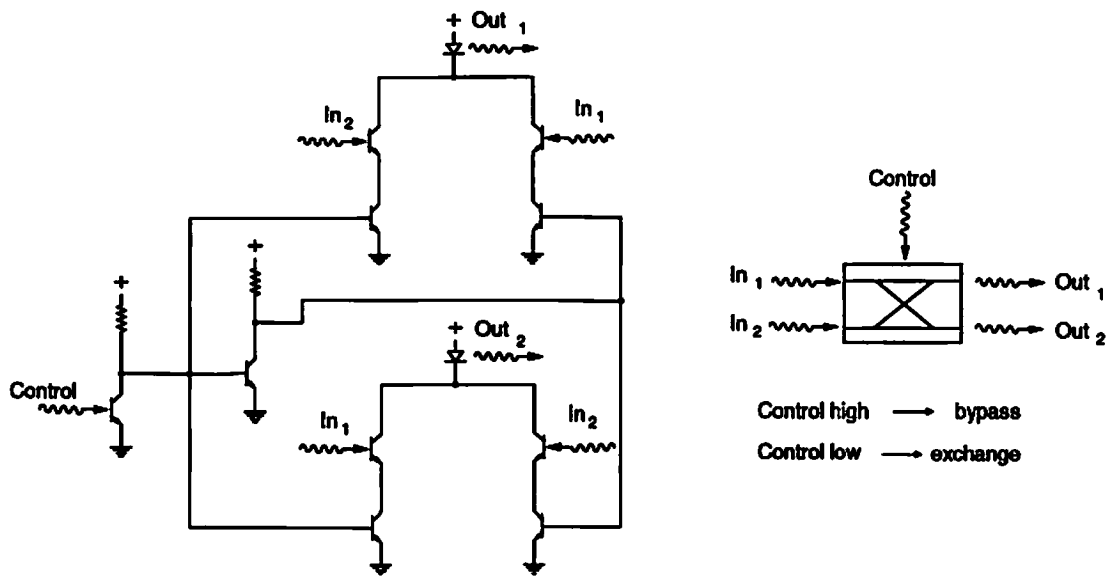 + Out 1
In 2
In 1
Control
+
+
In 1
Out 1
In 2
Out 2
+ Out 2
Control
In 1
In 2
Control high → bypass
Control low → exchange